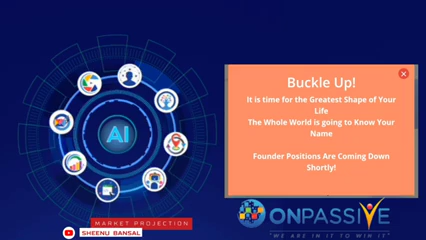 AI
Buckle Up!
It is time for the Greatest Shape of Your
Life
The Whole World is going to Know Your
Name
Founder Positions Are Coming Down
Shortly!
MARKET PROJECTION
SHEENU BANSAL
ONPASSIVE
"WE ARE IN IT TO WIN IT"